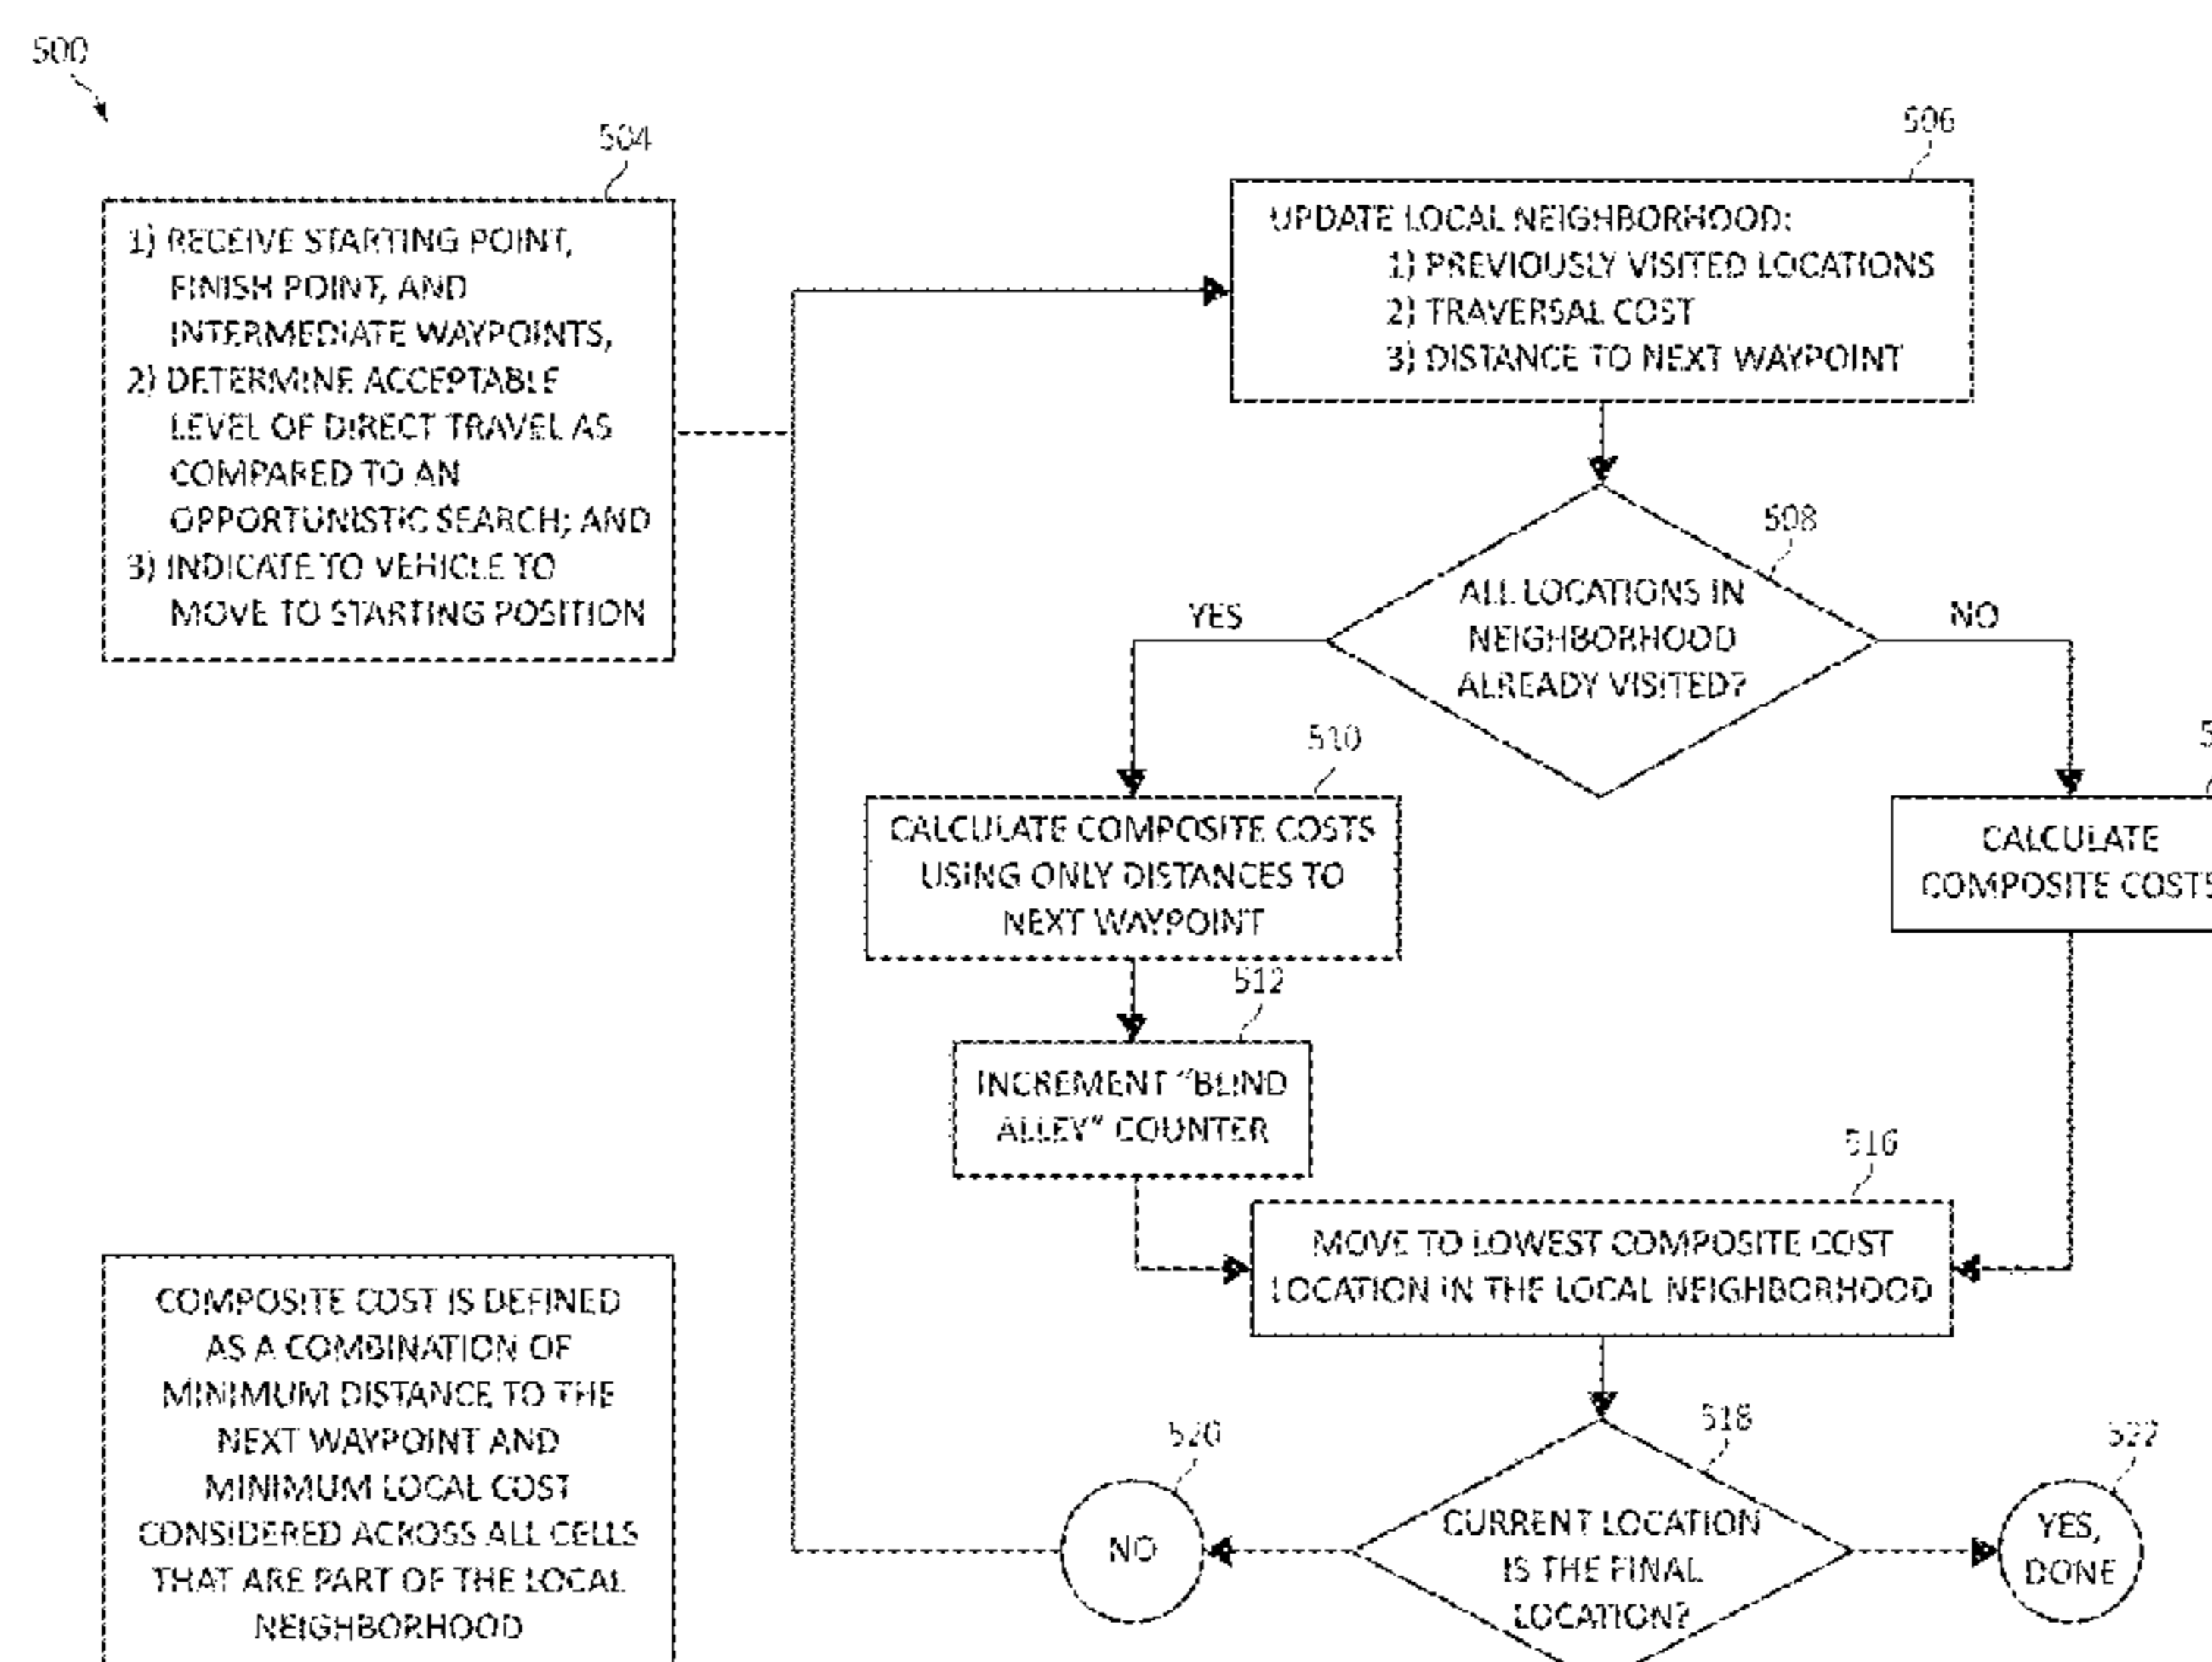 500
504
1) RECEIVE STARTING POINT,
FINISH POINT, AND
INTERMEDIATE WAYPOINTS,
2) DETERMINE ACCEPTABLE
LEVEL OF DIRECT TRAVEL AS
COMPARED TO AN
OPPORTUNISTIC SEARCH; AND
3) INDICATE TO VEHICLE TO
MOVE TO STARTING POSITION
506
UPDATE LOCAL NEIGHBORHOOD:
1) PREVIOUSLY VISITED LOCATIONS
2) TRAVERSAL COST
3) DISTANCE TO NEXT WAYPOINT
508
ALL LOCATIONS IN
NEIGHBORHOOD
ALREADY VISITED?
YES
NO
510
CALCULATE COMPOSITE COSTS
USING ONLY DISTANCES TO
NEXT WAYPOINT
CALCULATE
COMPOSITE COSTS
512
INCREMENT "BLIND
ALLEY" COUNTER
516
MOVE TO LOWEST COMPOSITE COST
LOCATION IN THE LOCAL NEIGHBORHOOD
COMPOSITE COST IS DEFINED
AS A COMBINATION OF
MINIMUM DISTANCE TO THE
NEXT WAYPOINT AND
MINIMUM LOCAL COST
CONSIDERED ACROSS ALL CELLS
THAT ARE PART OF THE LOCAL
NEIGHBORHOOD
518
CURRENT LOCATION
IS THE FINAL
LOCATION?
520
NO
522
YES,
DONE